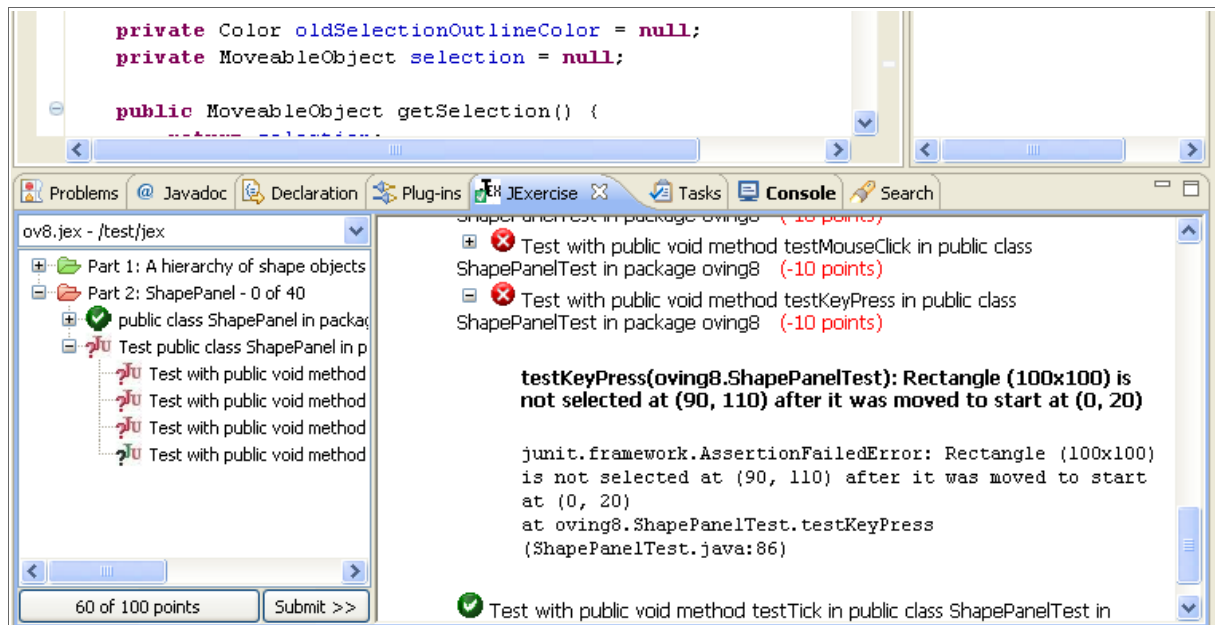 private Color oldSelectionOutlineColor = null;
private MoveableObject selection = null;
public MoveableObject getSelection() {
return selection;
Problems @ Javadoc Declaration Plug-ins JExercise Tasks Console Search
ov8.jex - /test/jex
Part 1: A hierarchy of shape objects
Part 2: ShapePanel - 0 of 40
public class ShapePanel in packag
Test public class ShapePanel in p
Test with public void method
Test with public void method
Test with public void method
Test with public void method
60 of 100 points
Submit >>
ShapePanelTest in package oving8 (-10 points)
Test with public void method testMouseClick in public class
ShapePanelTest in package oving8 (-10 points)
Test with public void method testKeyPress in public class
ShapePanelTest in package oving8 (-10 points)
testKeyPress(oving8.ShapePanelTest): Rectangle (100x100) is
not selected at (90, 110) after it was moved to start at (0, 20)
junit.framework.AssertionFailedError: Rectangle (100x100)
is not selected at (90, 110) after it was moved to start
at (0, 20)
at oving8.ShapePanelTest.testKeyPress
(ShapePanelTest.java:86)
Test with public void method testTick in public class ShapePanelTest in